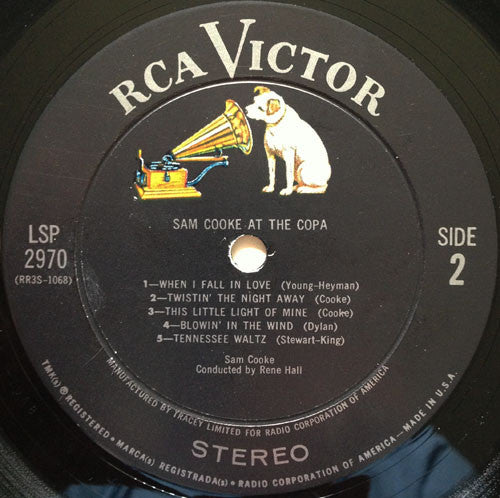 RCA VICTOR
SAM COOKE AT THE COPA
LSP
2970
(RR3S-1068)
SIDE
2
1—WHEN I FALL IN LOVE (Young-Heyman)
2—TWISTIN' THE NIGHT AWAY (Cooke)
3—THIS LITTLE LIGHT OF MINE (Cooke)
4—BLOWIN' IN THE WIND (Dylan)
5—TENNESSEE WALTZ (Stewart-King)
Sam Cooke
Conducted by Rene Hall
MANUFACTURED BY TRACEY LIMITED FOR RADIO CORPORATION OF AMERICA
STEREO
TMK(s) ® REGISTERED • MARCA(s) REGISTRADA(s) • RADIO CORPORATION OF AMERICA—MADE IN U.S.A.